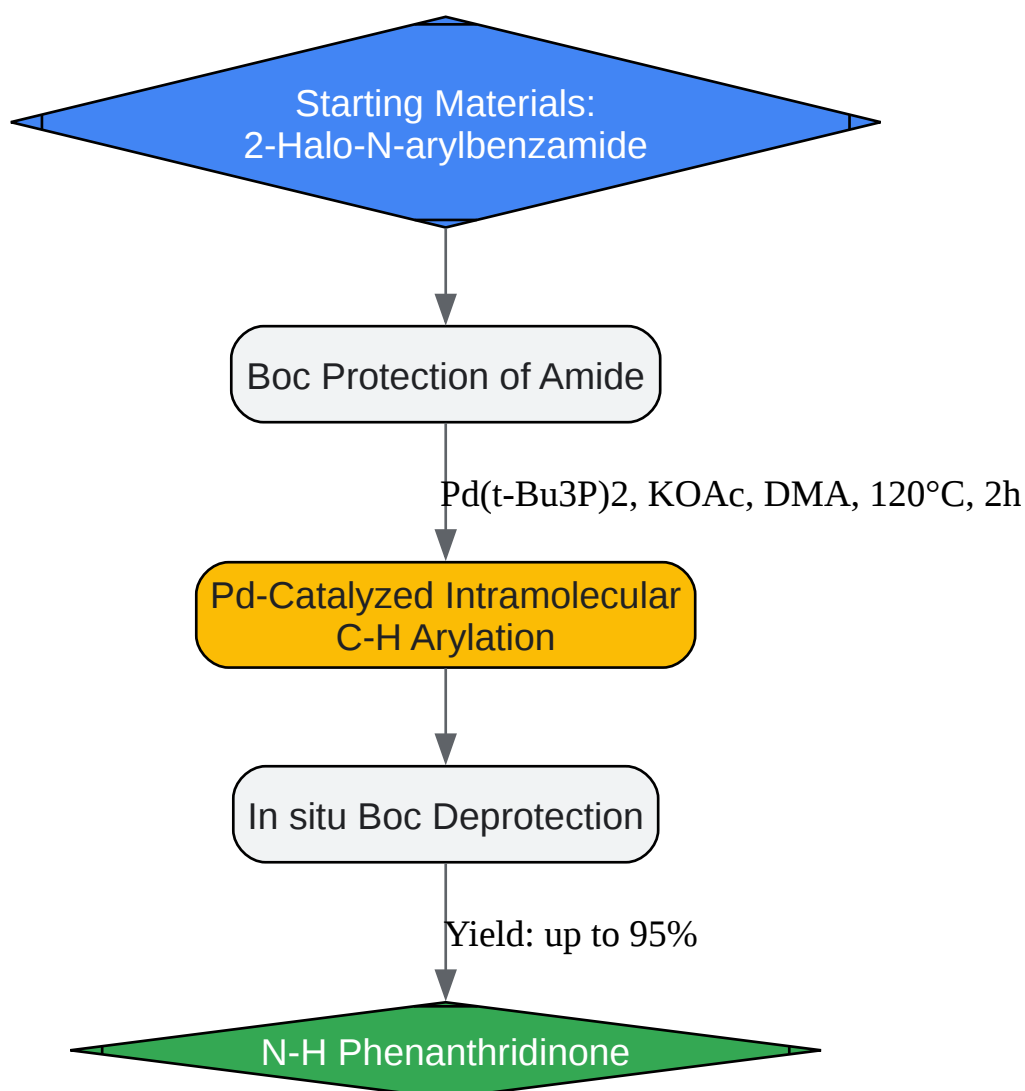 Starting Materials:
2-Halo-N-arylbenzamide
Boc Protection of Amide
Pd(t-Bu3P)2, KOAc, DMA, 120°C, 2h
Pd-Catalyzed Intramolecular
C-H Arylation
In situ Boc Deprotection
Yield: up to 95%
N-H Phenanthridinone